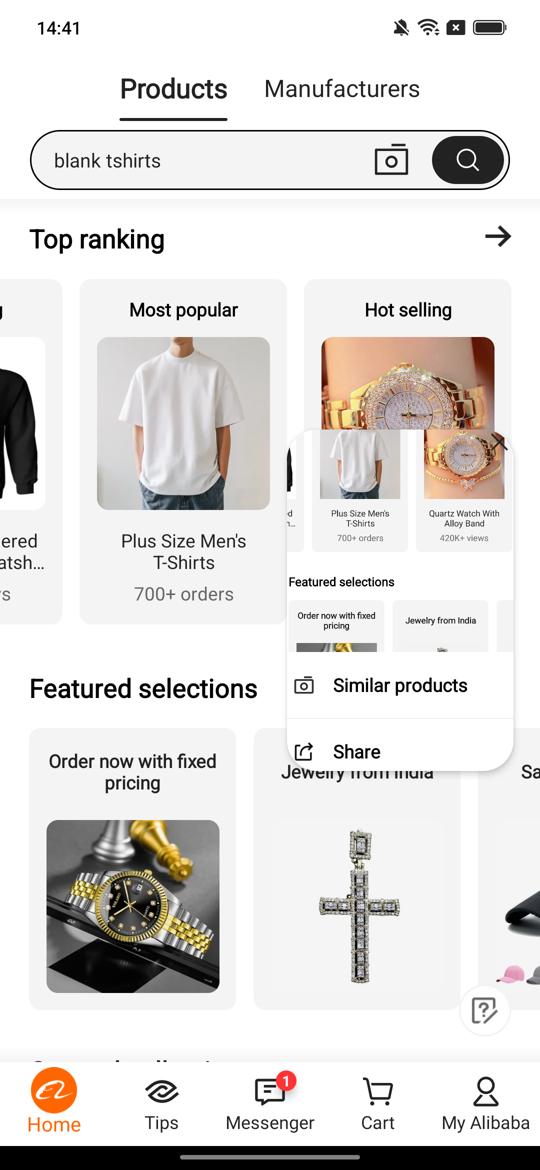 14:41
Products
Manufacturers
blank tshirts
Top ranking
Most popular
Hot selling
ered
atsh...
Plus Size Men's
T-Shirts
700+ orders
Plus Size Men's
T-Shirts
700+ orders
Quartz Watch With
Alloy Band
420K+ views
Featured selections
Order now with fixed
pricing
Jewelry from India
Similar products
Share
Featured selections
Order now with fixed
pricing
Jewelry from India
Sa
Home
Tips
1
Messenger
Cart
My Alibaba